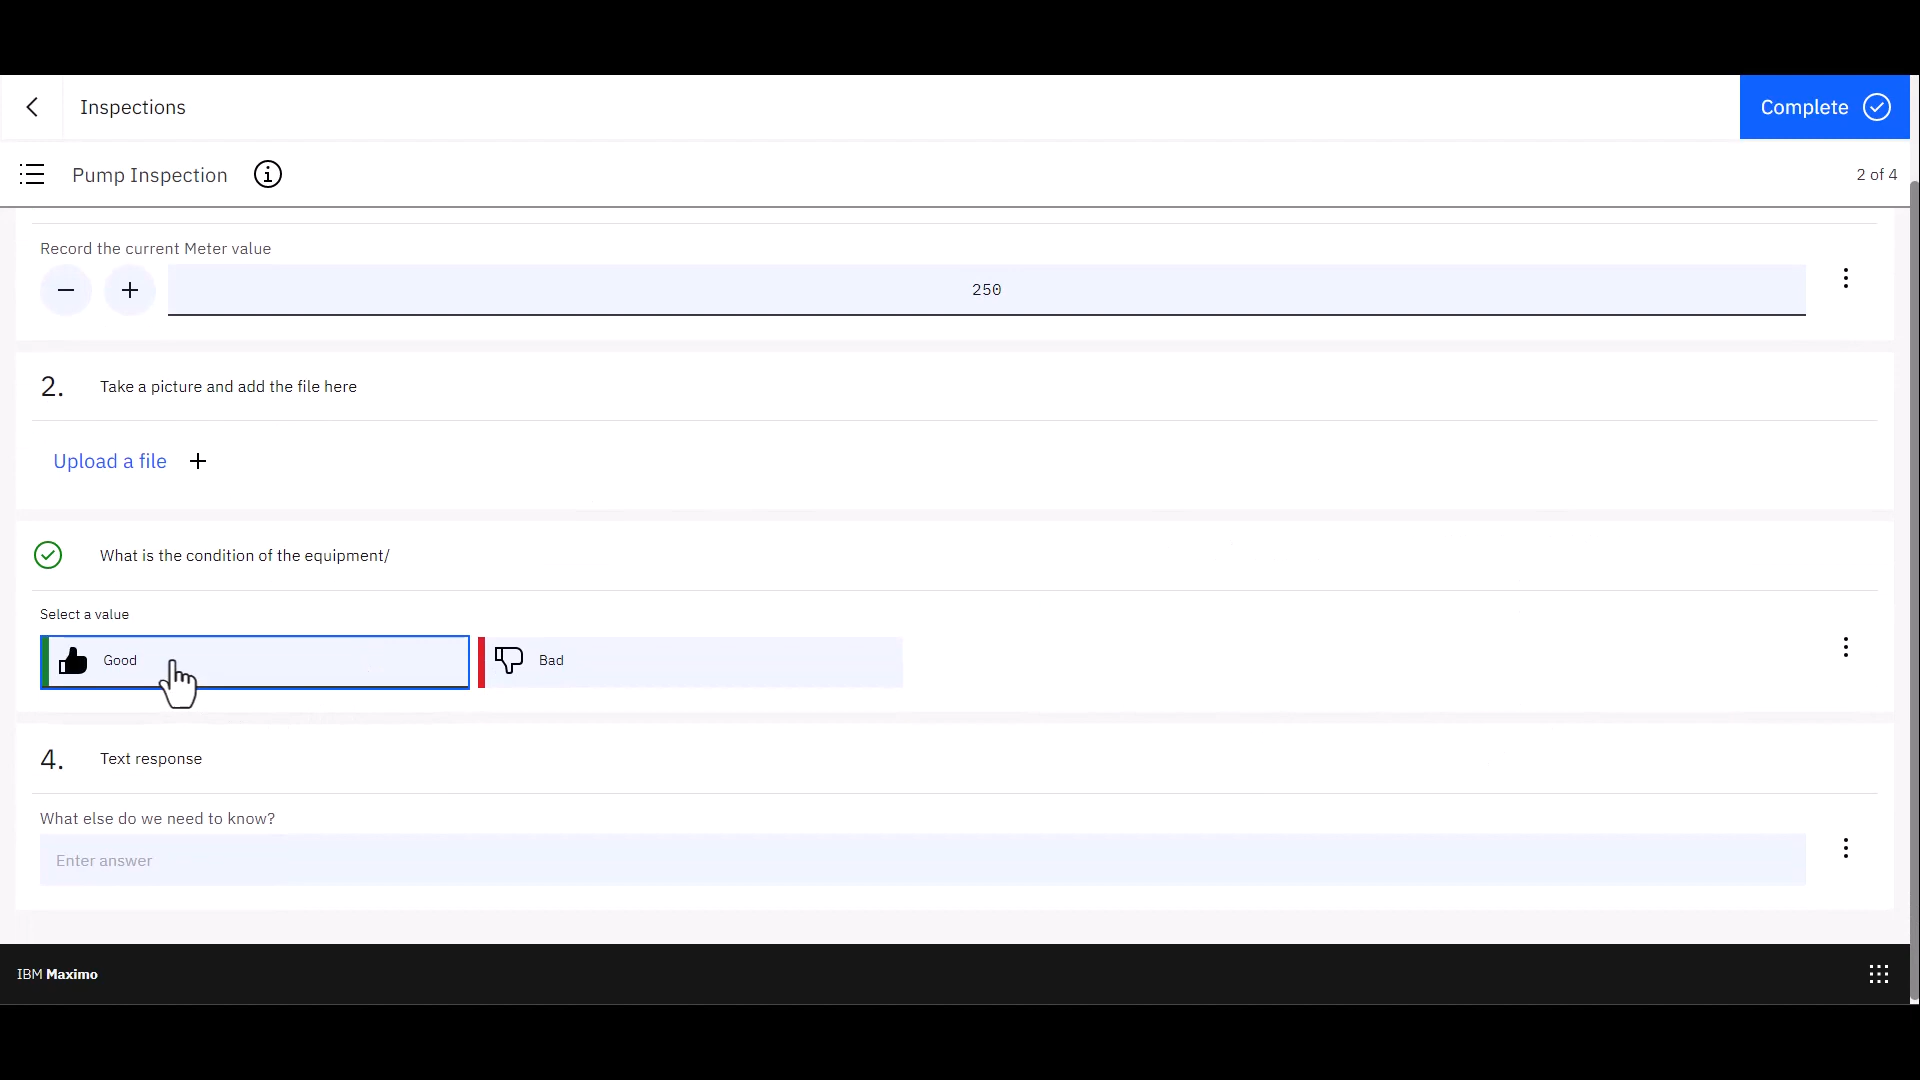 Inspections
Complete
Pump Inspection
2 of 4
Record the current Meter value
250
2. Take a picture and add the file here
Upload a file +
What is the condition of the equipment/
Select a value
Good
Bad
4. Text response
What else do we need to know?
Enter answer
IBM Maximo